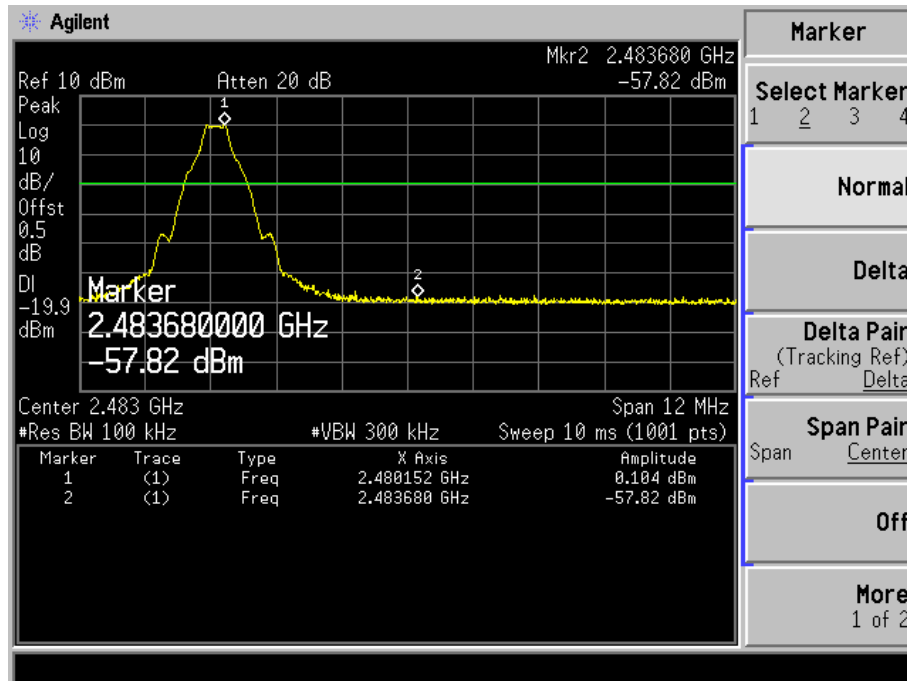 Agilent
Marker
Mkr2 2.483680 GHz
Ref 10 dBm Atten 20 dB -57.82 dBm
Peak
Log
10
dB/
Offst
0.5
dB
DI
-19.9
dBm
1
2
Marker
2.483680000 GHz
-57.82 dBm
Center 2.483 GHz Span 12 MHz
#Res BW 100 kHz #VBW 300 kHz Sweep 10 ms (1001 pts)
Marker Trace Type X Axis Amplitude
1 (1) Freq 2.480152 GHz 0.104 dBm
2 (1) Freq 2.483680 GHz -57.82 dBm
Select Marker
1 2 3 4
Normal
Delta
Delta Pair
(Tracking Ref)
Ref Delta
Span Pair
Span Center
Off
More
1 of 2